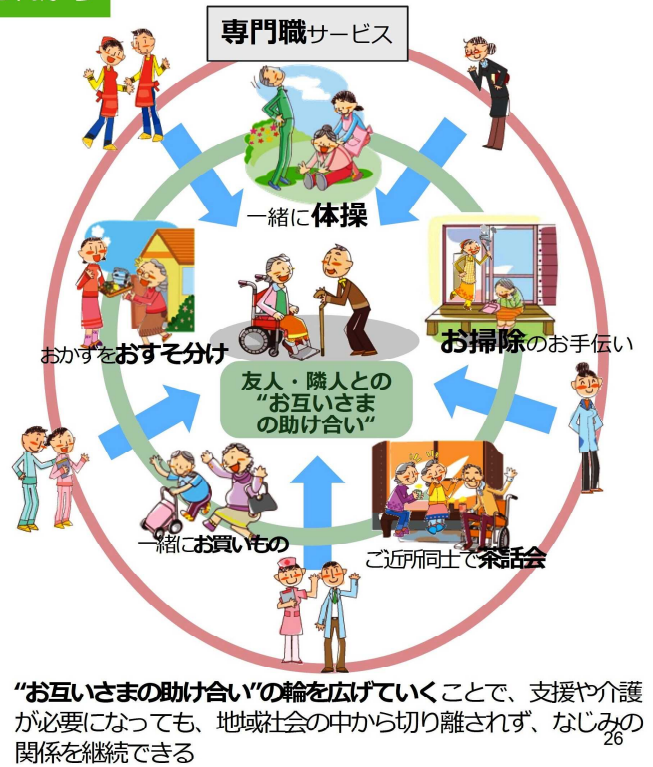 専門職サービス
一緒に体操
おかずをおすそ分け
お掃除のお手伝い
友人・隣人との
“お互いさま
の助け合い“
一緒にお買いもの
ご近所同士で茶話会
“お互いさまの助け合い”の輪を広げていくことで、支援や介護
が必要になっても、地域社会の中から切り離されず、なじみの
関係を継続できる
26